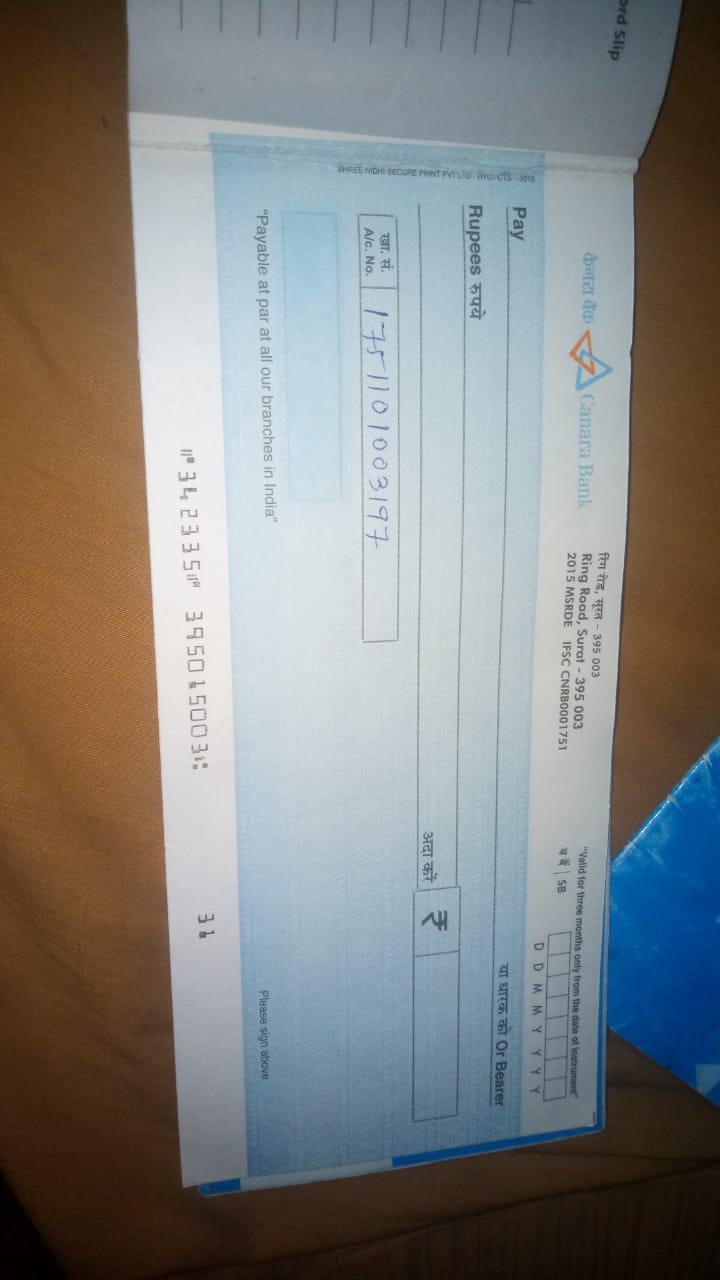 ord Slip
केनरा बैंक Canara Bank
रिंग रोड, सूरत - 395 003
Ring Road, Surat - 395 003
2015 MSRDE IFSC CNRB0001751
"Valid for three months only from the date of instrument"
ब बैं | SB
D D M M Y Y Y Y
Pay
या धारक को Or Bearer
Rupees रुपये
अदा करें ₹
खा. सं.
A/c. No. 1751101003197
"Payable at par at all our branches in India"
Please sign above
SHREE NIDHI SECURE PRINT PVT LTD - HYD / CTS - 2010
⑈342335⑈ 395015003⑆ 31